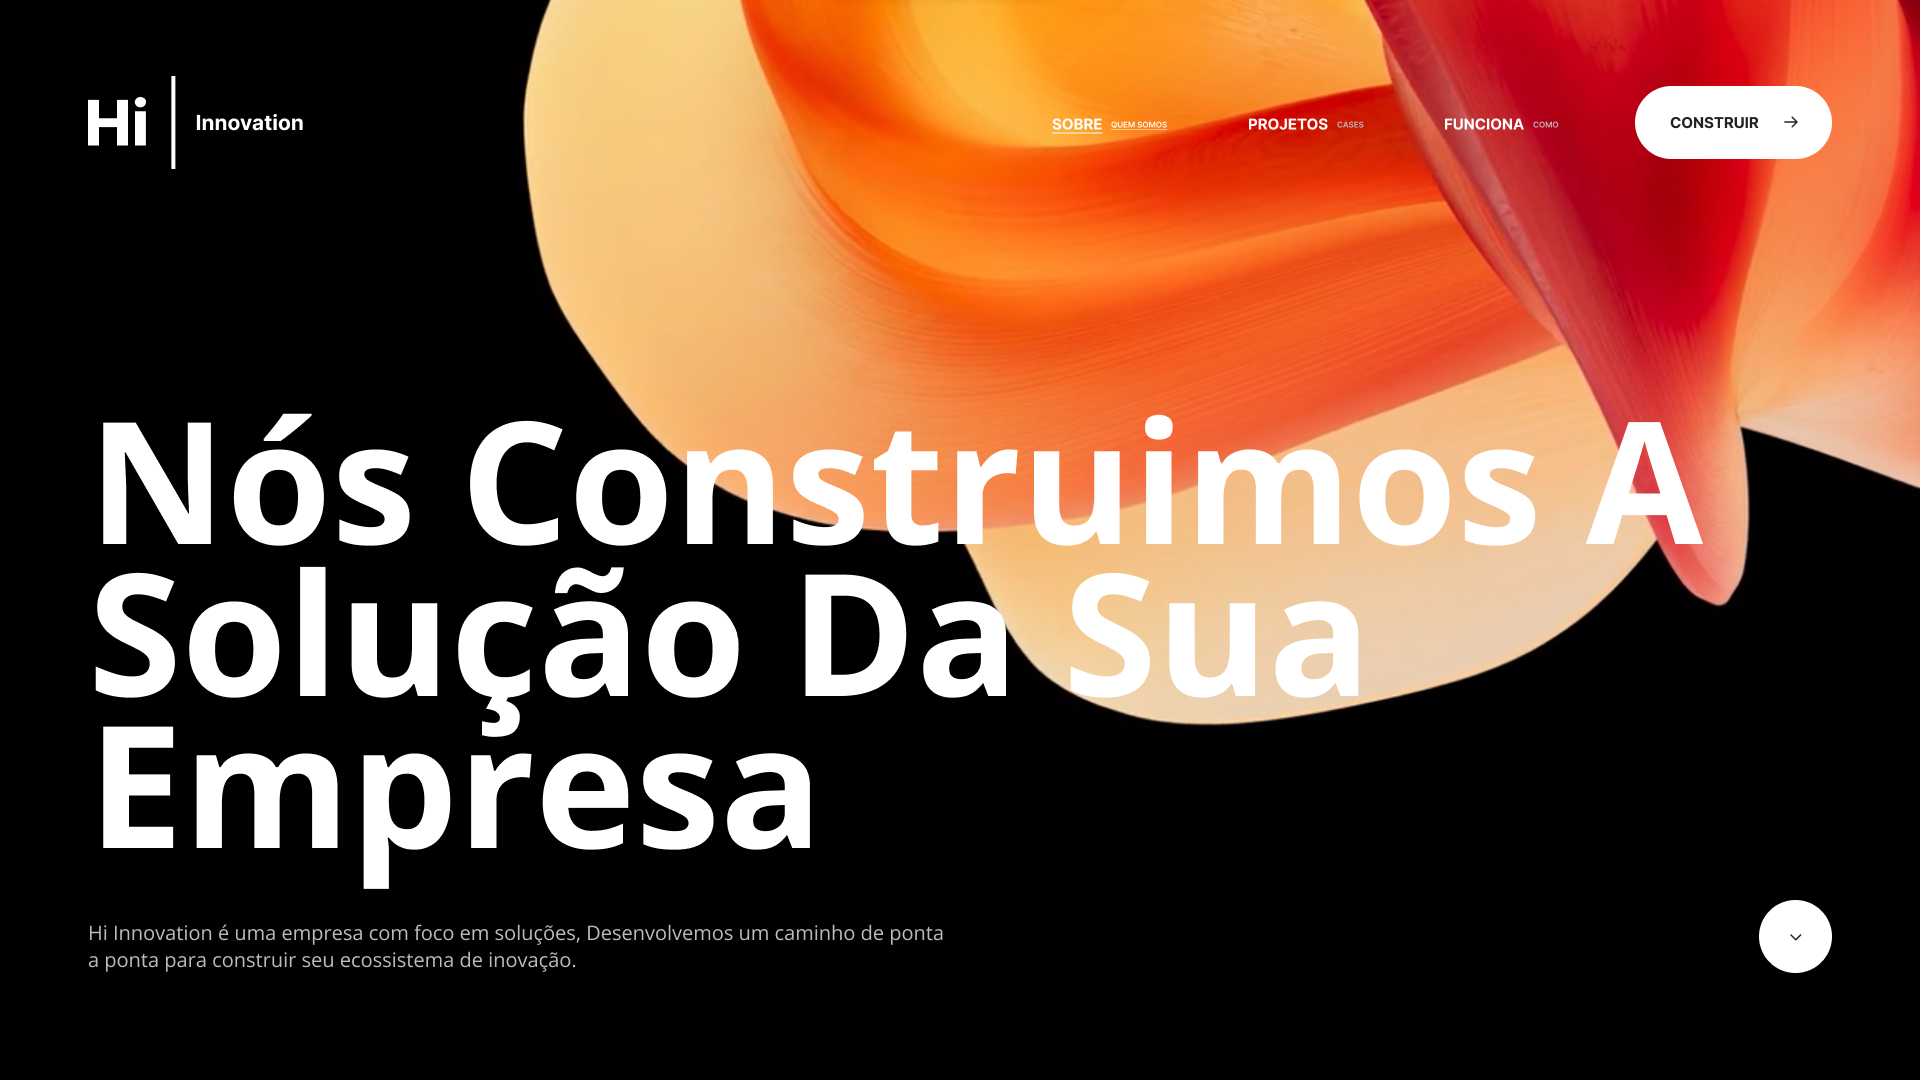 Hi Innovation
SOBRE QUEM SOMOS PROJETOS CASES FUNCIONA COMO CONSTRUIR
Nós Construimos A
Solução Da Sua
Empresa
Hi Innovation é uma empresa com foco em soluções, Desenvolvemos um caminho de ponta
a ponta para construir seu ecossistema de inovação.